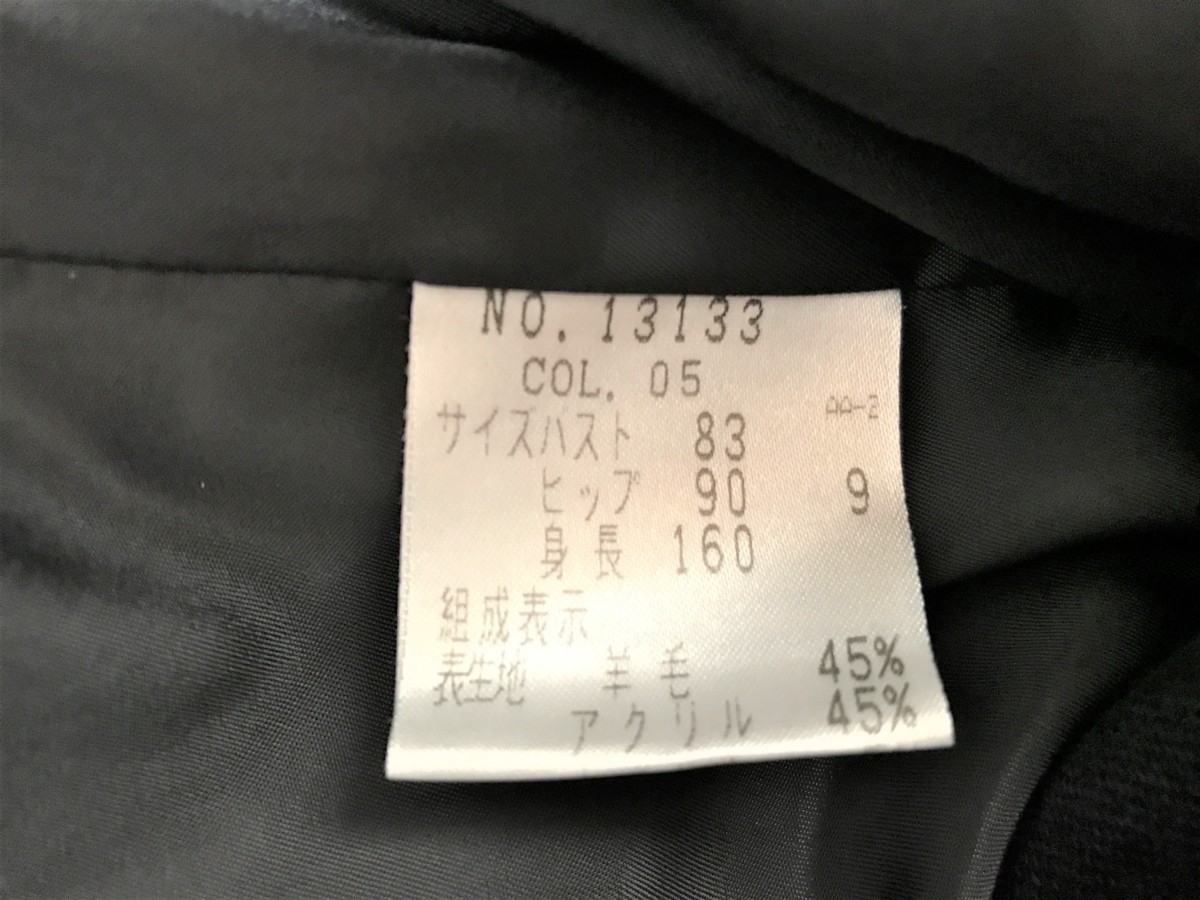 NO. 13133
COL. 05
AA-2
サイズバスト 83
ヒップ 90 9
身長 160
組成表示
表生地 羊毛 45%
アクリル 45%